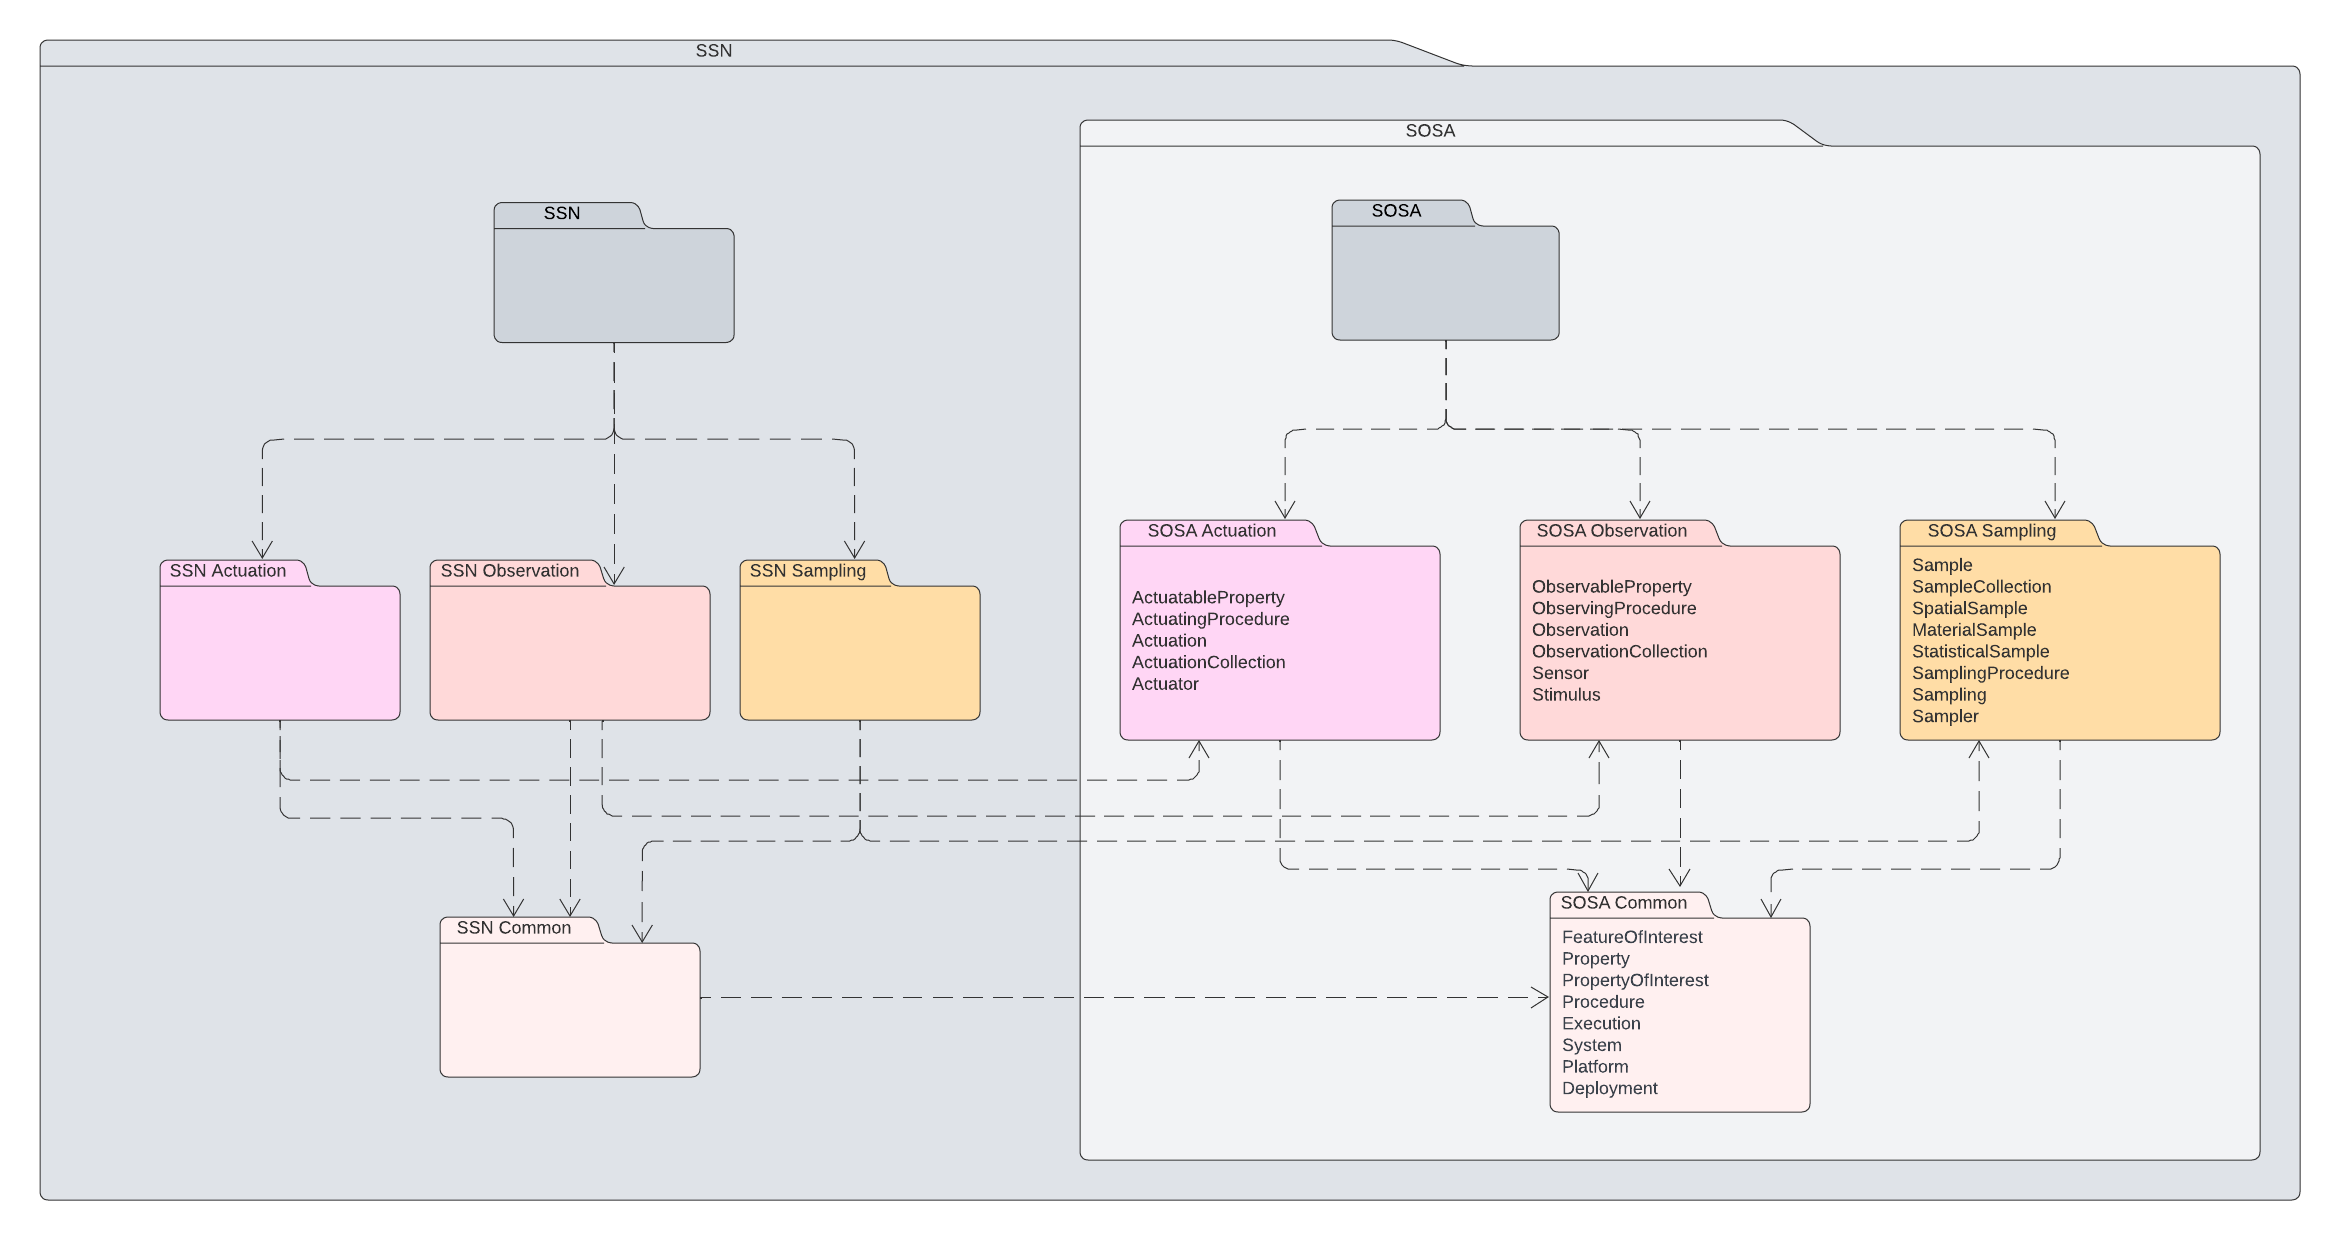 SSN
SOSA
SSN
SOSA
SSN Actuation
SSN Observation
SSN Sampling
SOSA Actuation
ActuatableProperty
ActuatingProcedure
Actuation
ActuationCollection
Actuator
SOSA Observation
ObservableProperty
ObservingProcedure
Observation
ObservationCollection
Sensor
Stimulus
SOSA Sampling
Sample
SampleCollection
SpatialSample
MaterialSample
StatisticalSample
SamplingProcedure
Sampling
Sampler
SSN Common
SOSA Common
FeatureOfInterest
Property
PropertyOfInterest
Procedure
Execution
System
Platform
Deployment